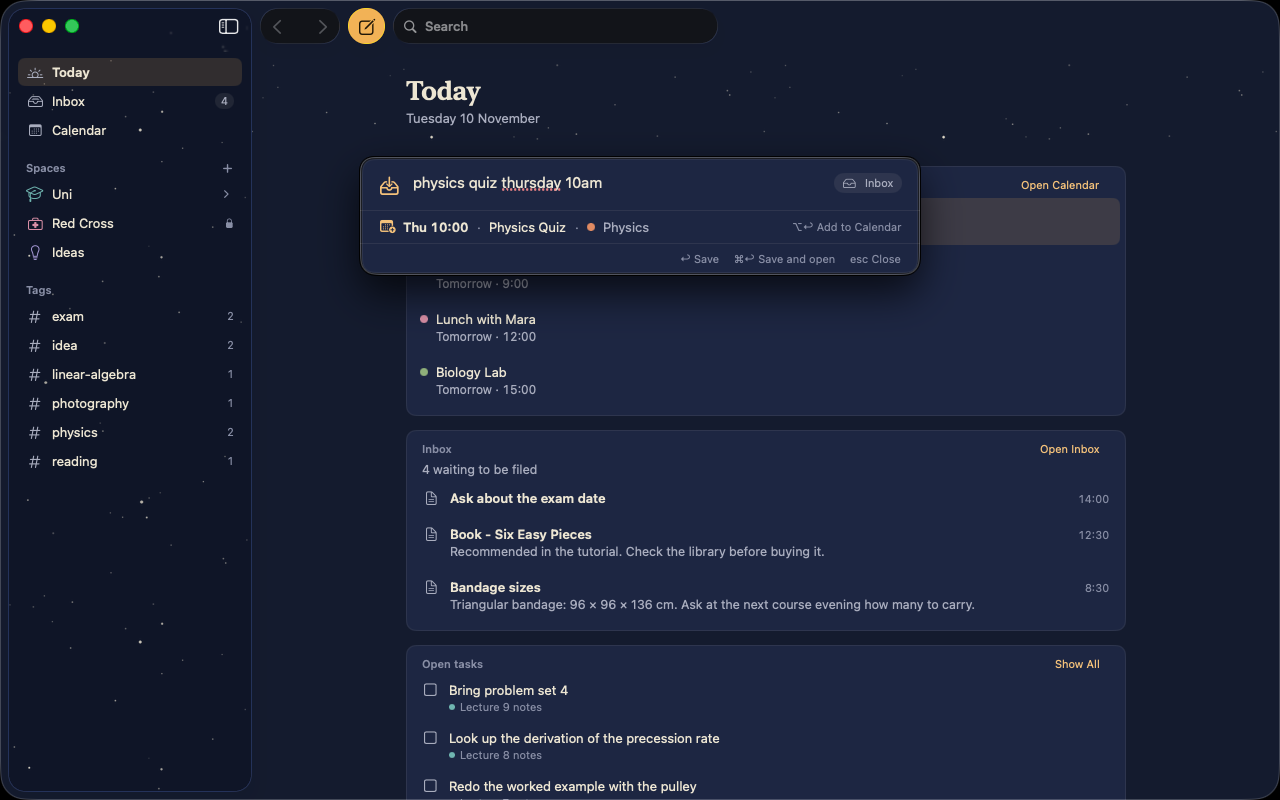 Search
Today
Inbox 4
Calendar
Spaces
Uni
Red Cross
Ideas
Tags
# exam 2
# idea 2
# linear-algebra 1
# photography 1
# physics 2
# reading 1
Today
Tuesday 10 November
Open Calendar
physics quiz thursday 10am
Inbox
Thu 10:00 · Physics Quiz · Physics
⌥↩ Add to Calendar
↩ Save ⌘↩ Save and open esc Close
Tomorrow · 9:00
Lunch with Mara
Tomorrow · 12:00
Biology Lab
Tomorrow · 15:00
Inbox
Open Inbox
4 waiting to be filed
Ask about the exam date 14:00
Book - Six Easy Pieces 12:30
Recommended in the tutorial. Check the library before buying it.
Bandage sizes 8:30
Triangular bandage: 96 × 96 × 136 cm. Ask at the next course evening how many to carry.
Open tasks
Show All
Bring problem set 4
Lecture 9 notes
Look up the derivation of the precession rate
Lecture 8 notes
Redo the worked example with the pulley